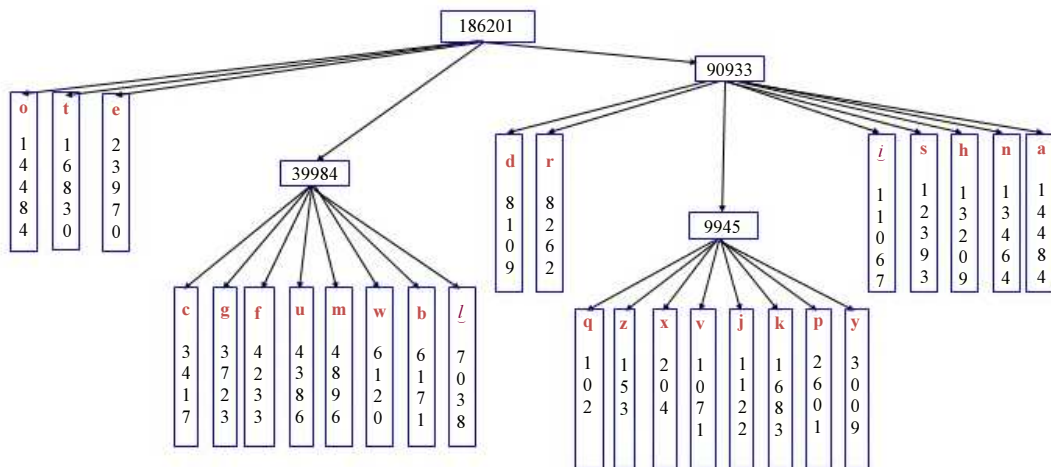 186201
90933
o 14484
t 16830
e 23970
39984
d 8109
r 8262
i 11067
s 12393
h 13209
n 13464
a 14484
9945
c 3417
g 3723
f 4233
u 4386
m 4896
w 6120
b 6171
l 7038
q 102
z 153
x 204
v 1071
j 1122
k 1683
p 2601
y 3009